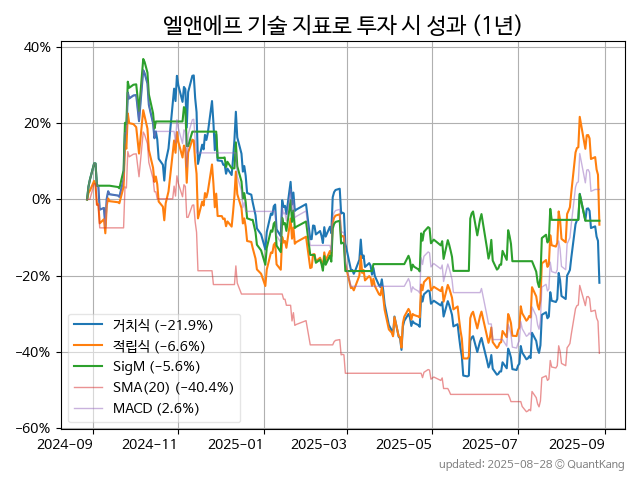 엘앤에프 기술 지표로 투자 시 성과 (1년)
40%
20%
0%
−20%
−40%
−60%
거치식 (−21.9%)
적립식 (−6.6%)
SigM (−5.6%)
SMA(20) (−40.4%)
MACD (2.6%)
2024-09
2024-11
2025-01
2025-03
2025-05
2025-07
2025-09
updated: 2025-08-28 © QuantKang